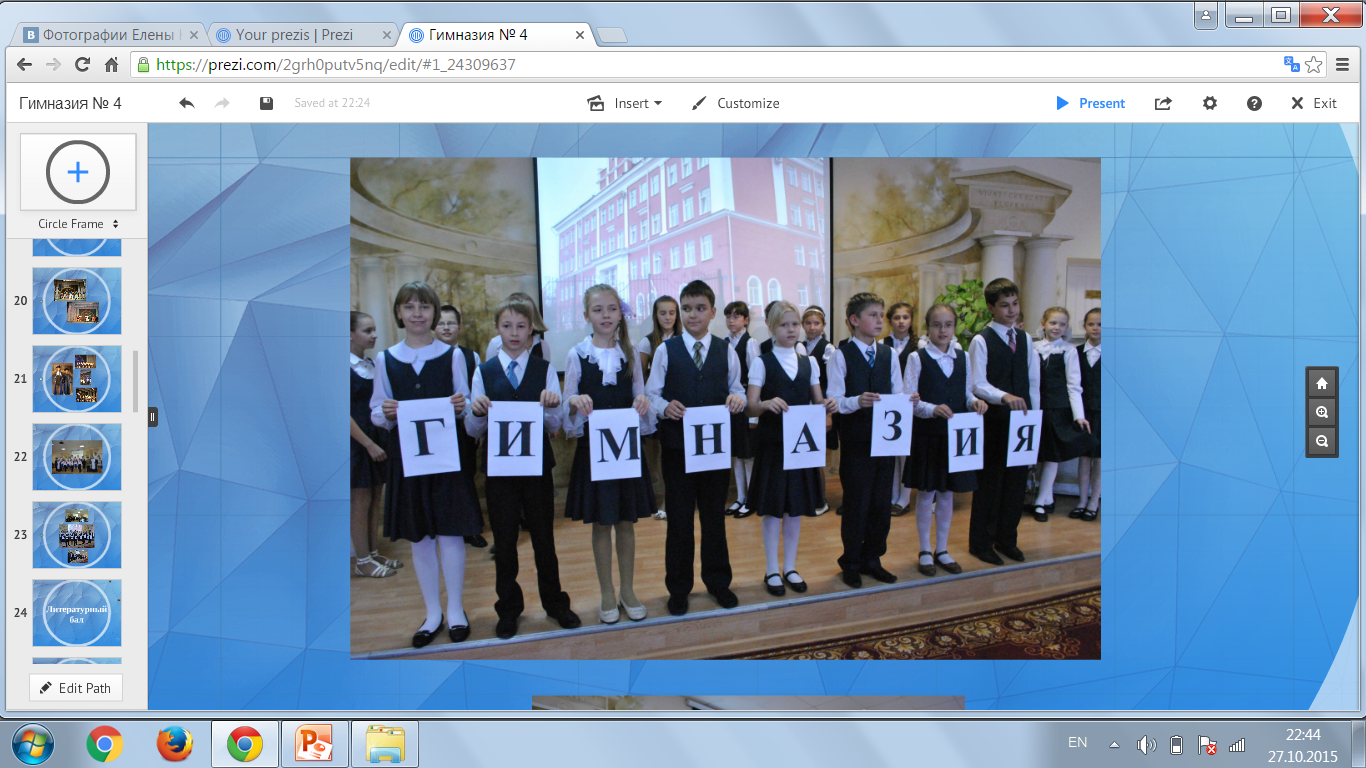 Фотографии Елены
Your prezis | Prezi
Гимназия № 4
https://prezi.com/2grh0putv5nq/edit/#1_24309637
Гимназия № 4
Saved at 22:24
Insert
Customize
Present
Exit
Circle Frame
20
21
22
23
24
Литературный
бал
Edit Path
Г И М Н А З И Я
EN
22:44
27.10.2015